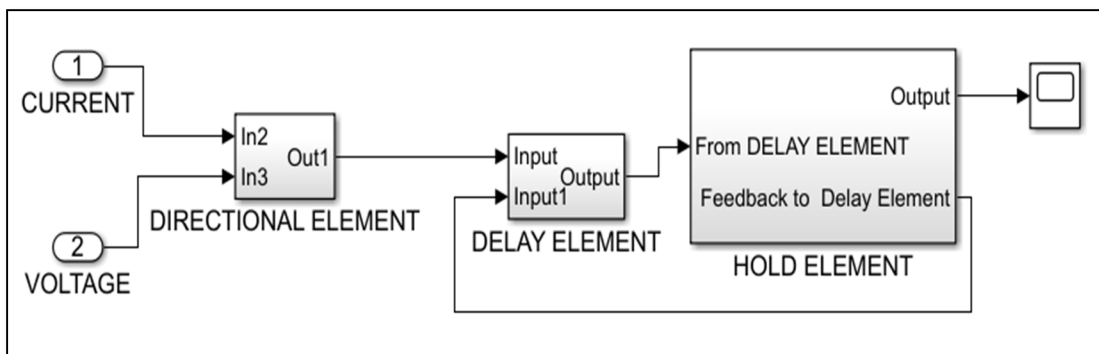 1
CURRENT
2
VOLTAGE
In2
In3
Out1
DIRECTIONAL ELEMENT
Input
Input1
Output
DELAY ELEMENT
Output
From DELAY ELEMENT
Feedback to Delay Element
HOLD ELEMENT